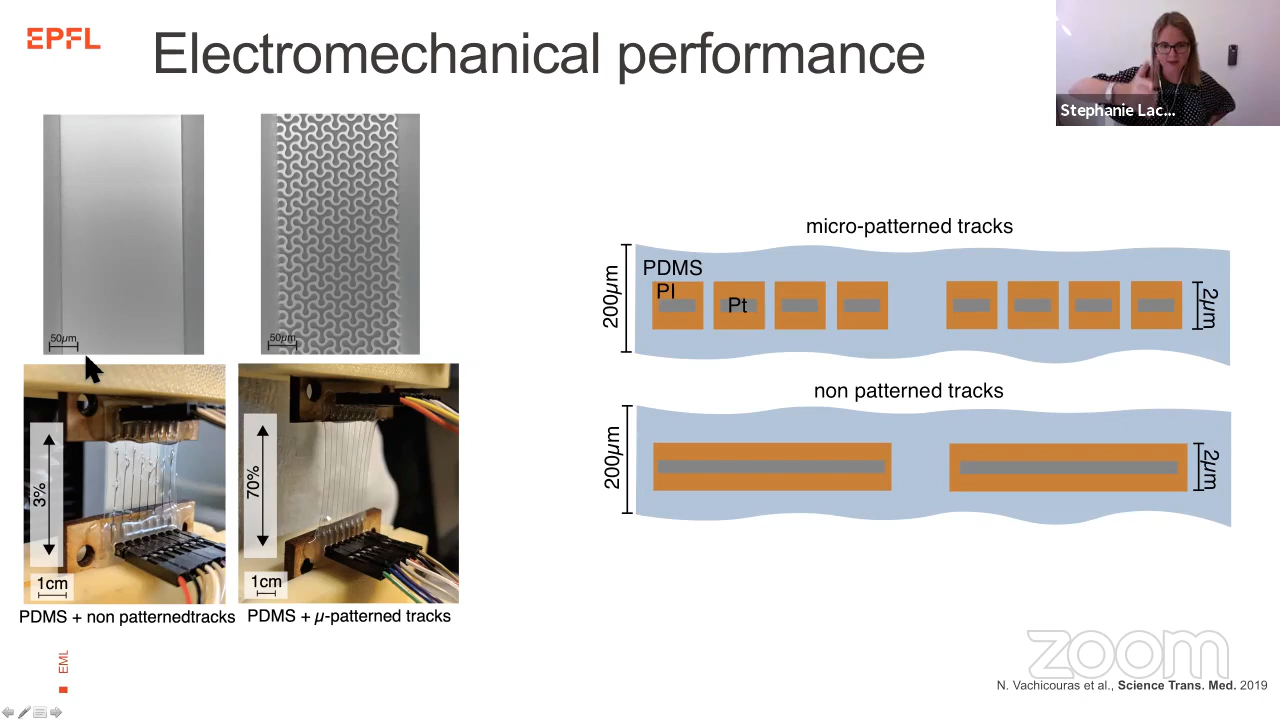 EPFL
Electromechanical performance
Stephanie Lac...
50µm
50µm
3%
1cm
PDMS + non patternedtracks
70%
1cm
PDMS + µ-patterned tracks
micro-patterned tracks
200µm
PDMS
PI
Pt
2µm
non patterned tracks
200µm
2µm
EML
zoom
N. Vachicouras et al., Science Trans. Med. 2019